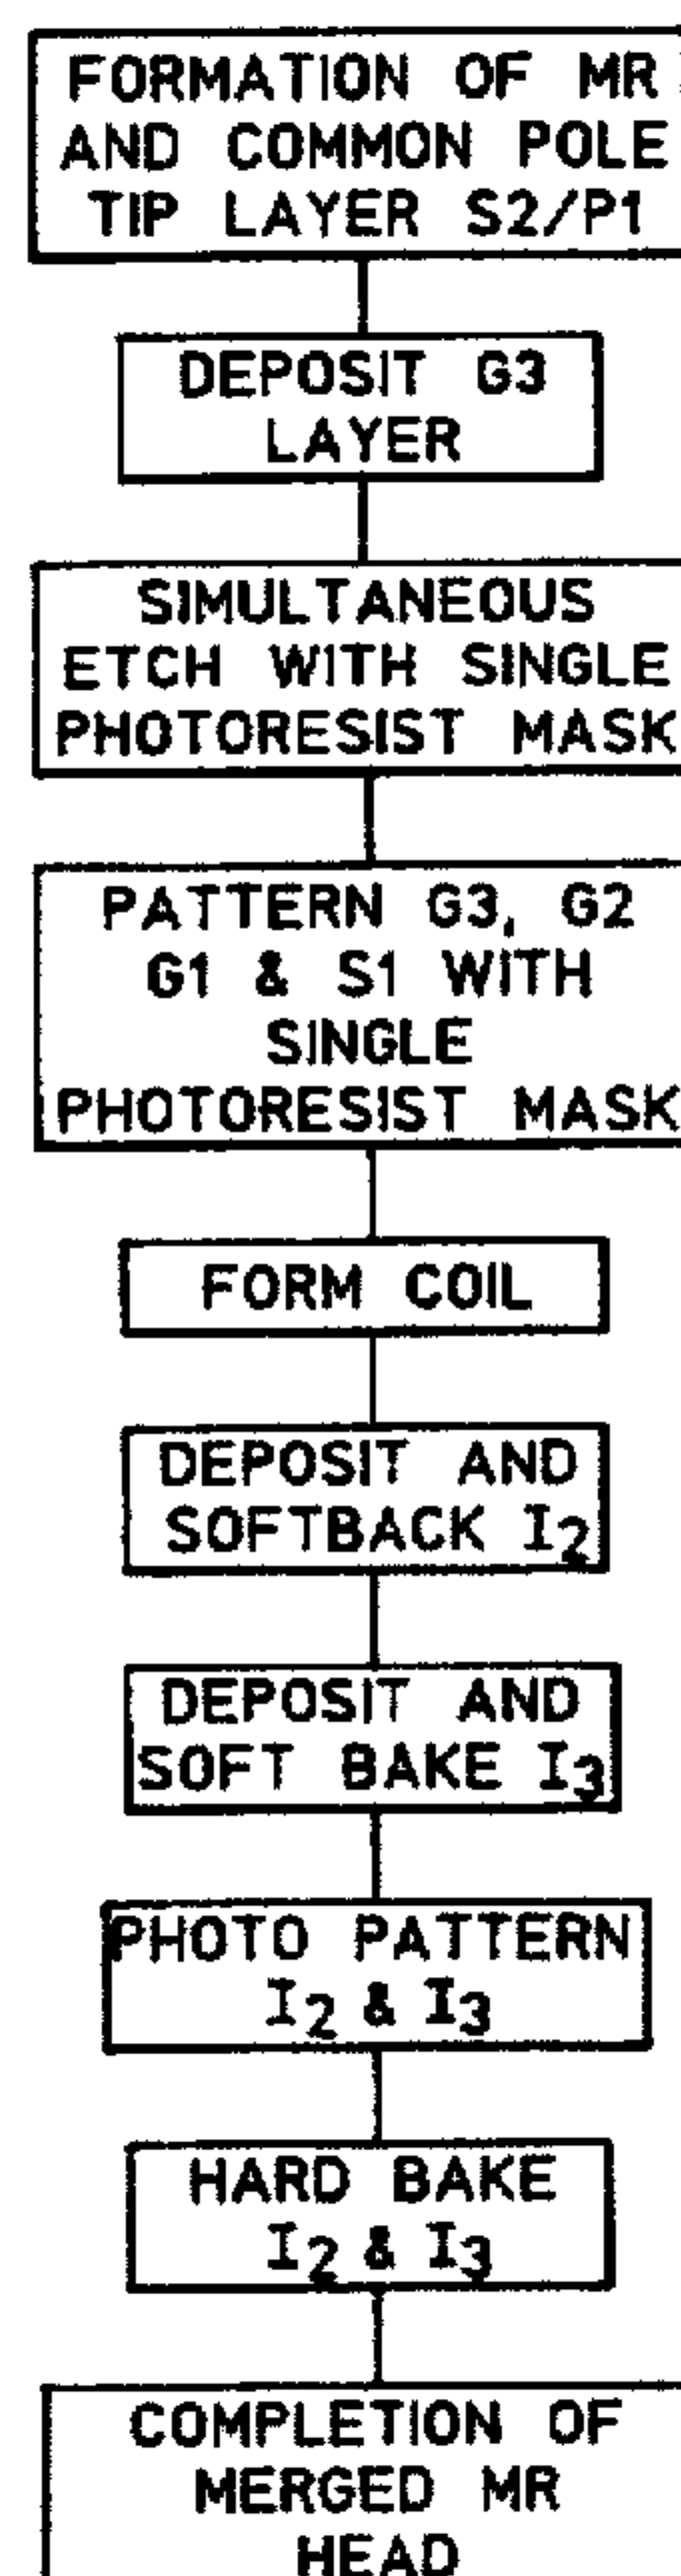 FORMATION OF MR
AND COMMON POLE
TIP LAYER S2/P1
DEPOSIT G3
LAYER
SIMULTANEOUS
ETCH WITH SINGLE
PHOTORESIST MASK
PATTERN G3, G2
G1 & S1 WITH
SINGLE
PHOTORESIST MASK
FORM COIL
DEPOSIT AND
SOFTBACK I2
DEPOSIT AND
SOFT BAKE I3
PHOTO PATTERN
I2 & I3
HARD BAKE
I2 & I3
COMPLETION OF
MERGED MR
HEAD